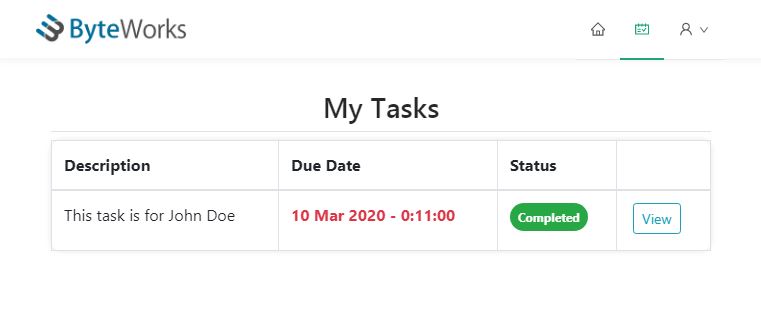 ByteWorks
My Tasks
Description Due Date Status
This task is for John Doe 10 Mar 2020 - 0:11:00 Completed View